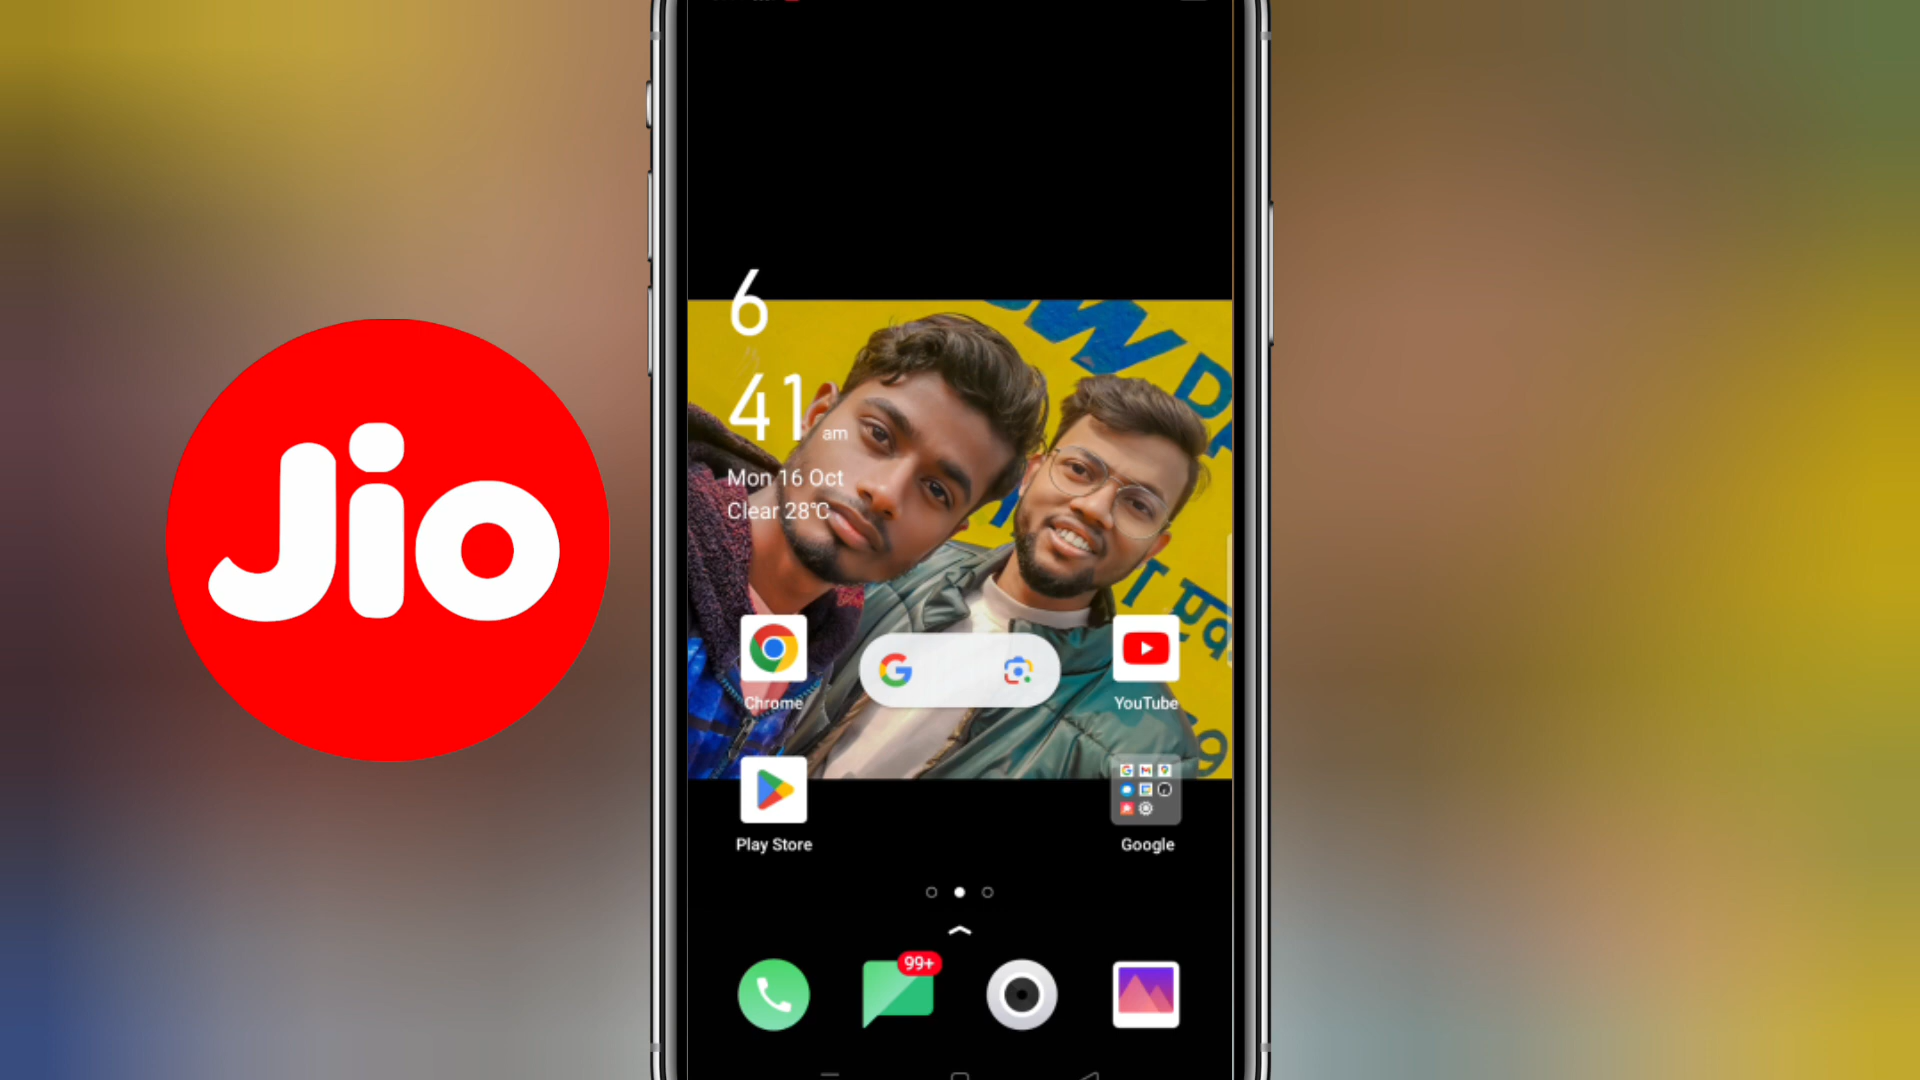 Jio
6
41 am
Mon 16 Oct
Clear 28°C
G
Chrome
YouTube
Play Store
Google
99+